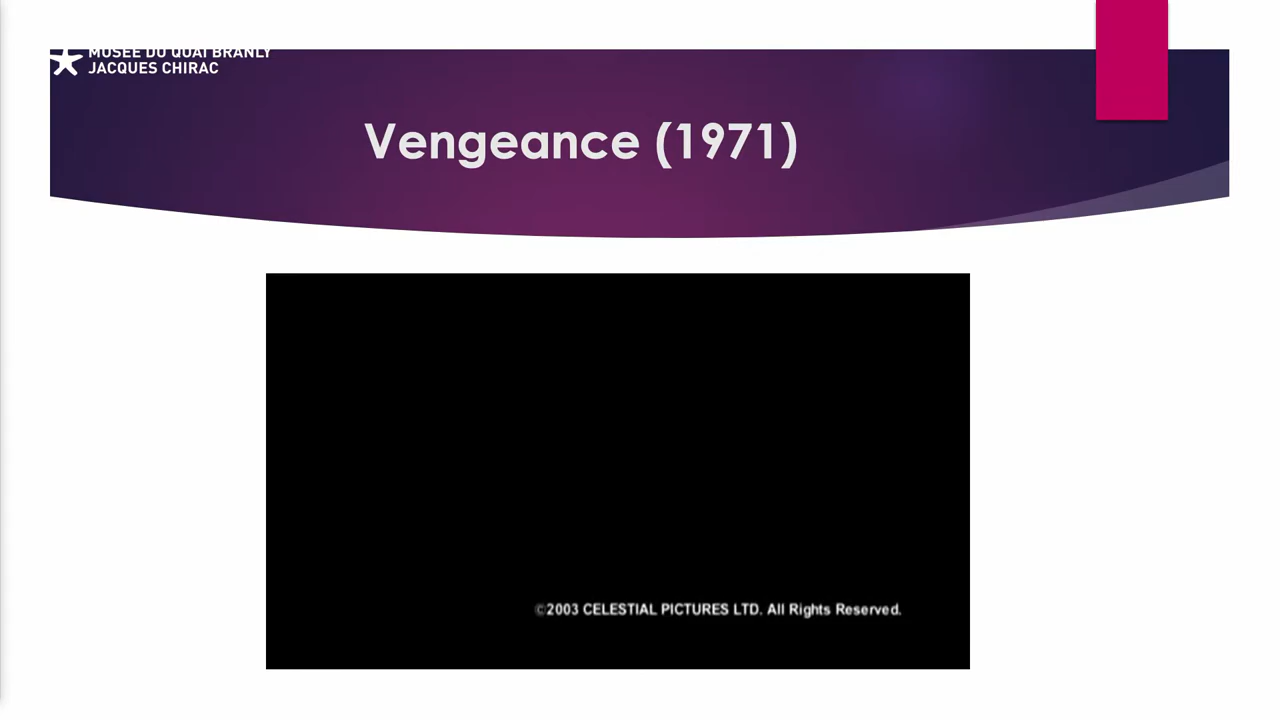 MUSÉE DU QUAI BRANLY
JACQUES CHIRAC
Vengeance (1971)
©2003 CELESTIAL PICTURES LTD. All Rights Reserved.